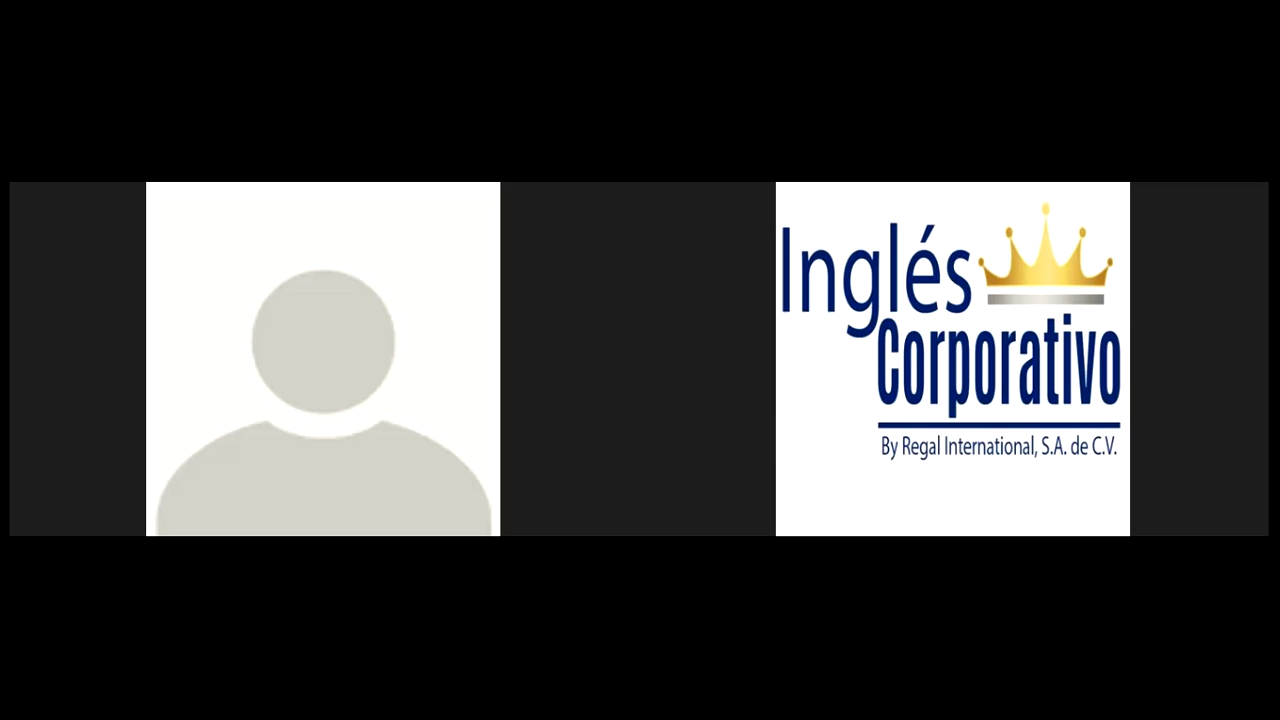 Inglés
Corporativo
By Regal International, S.A. de C.V.